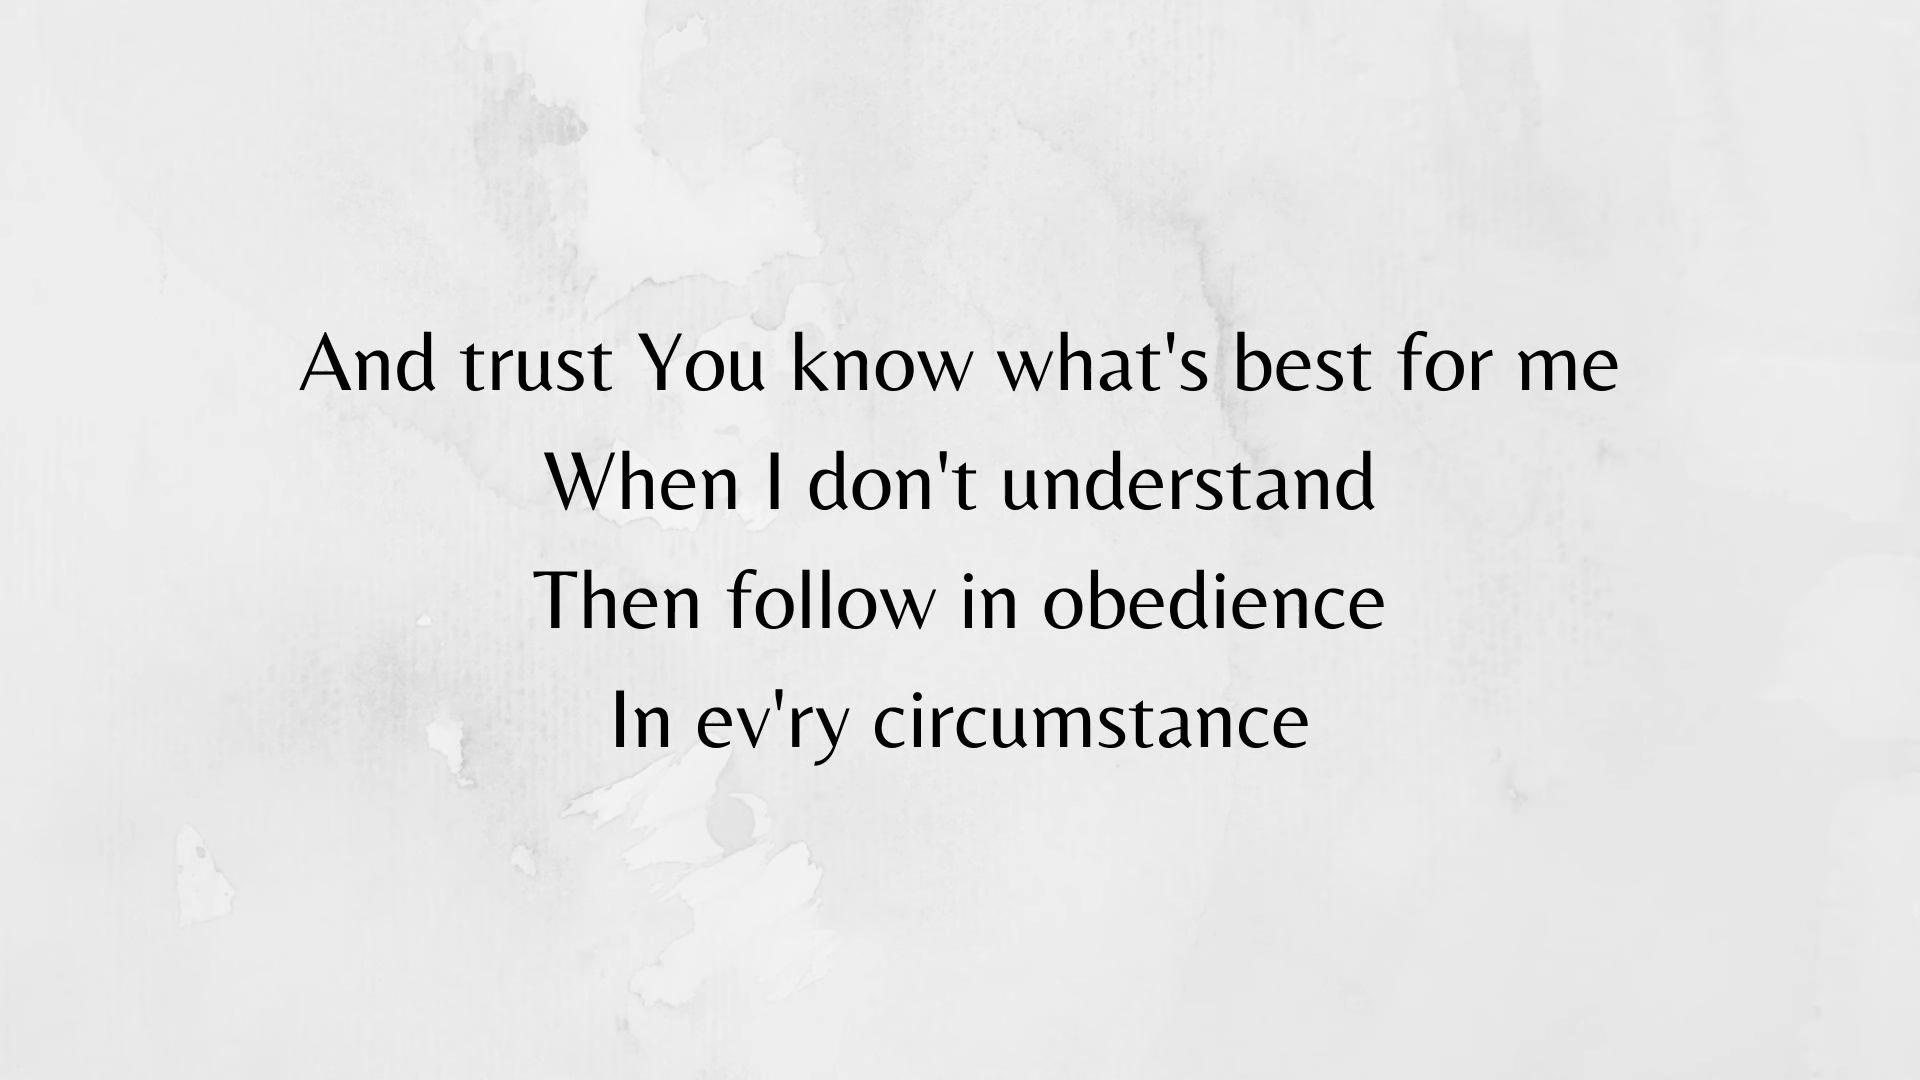 And trust You know what's best for me
When I don't understand
Then follow in obedience
In ev'ry circumstance